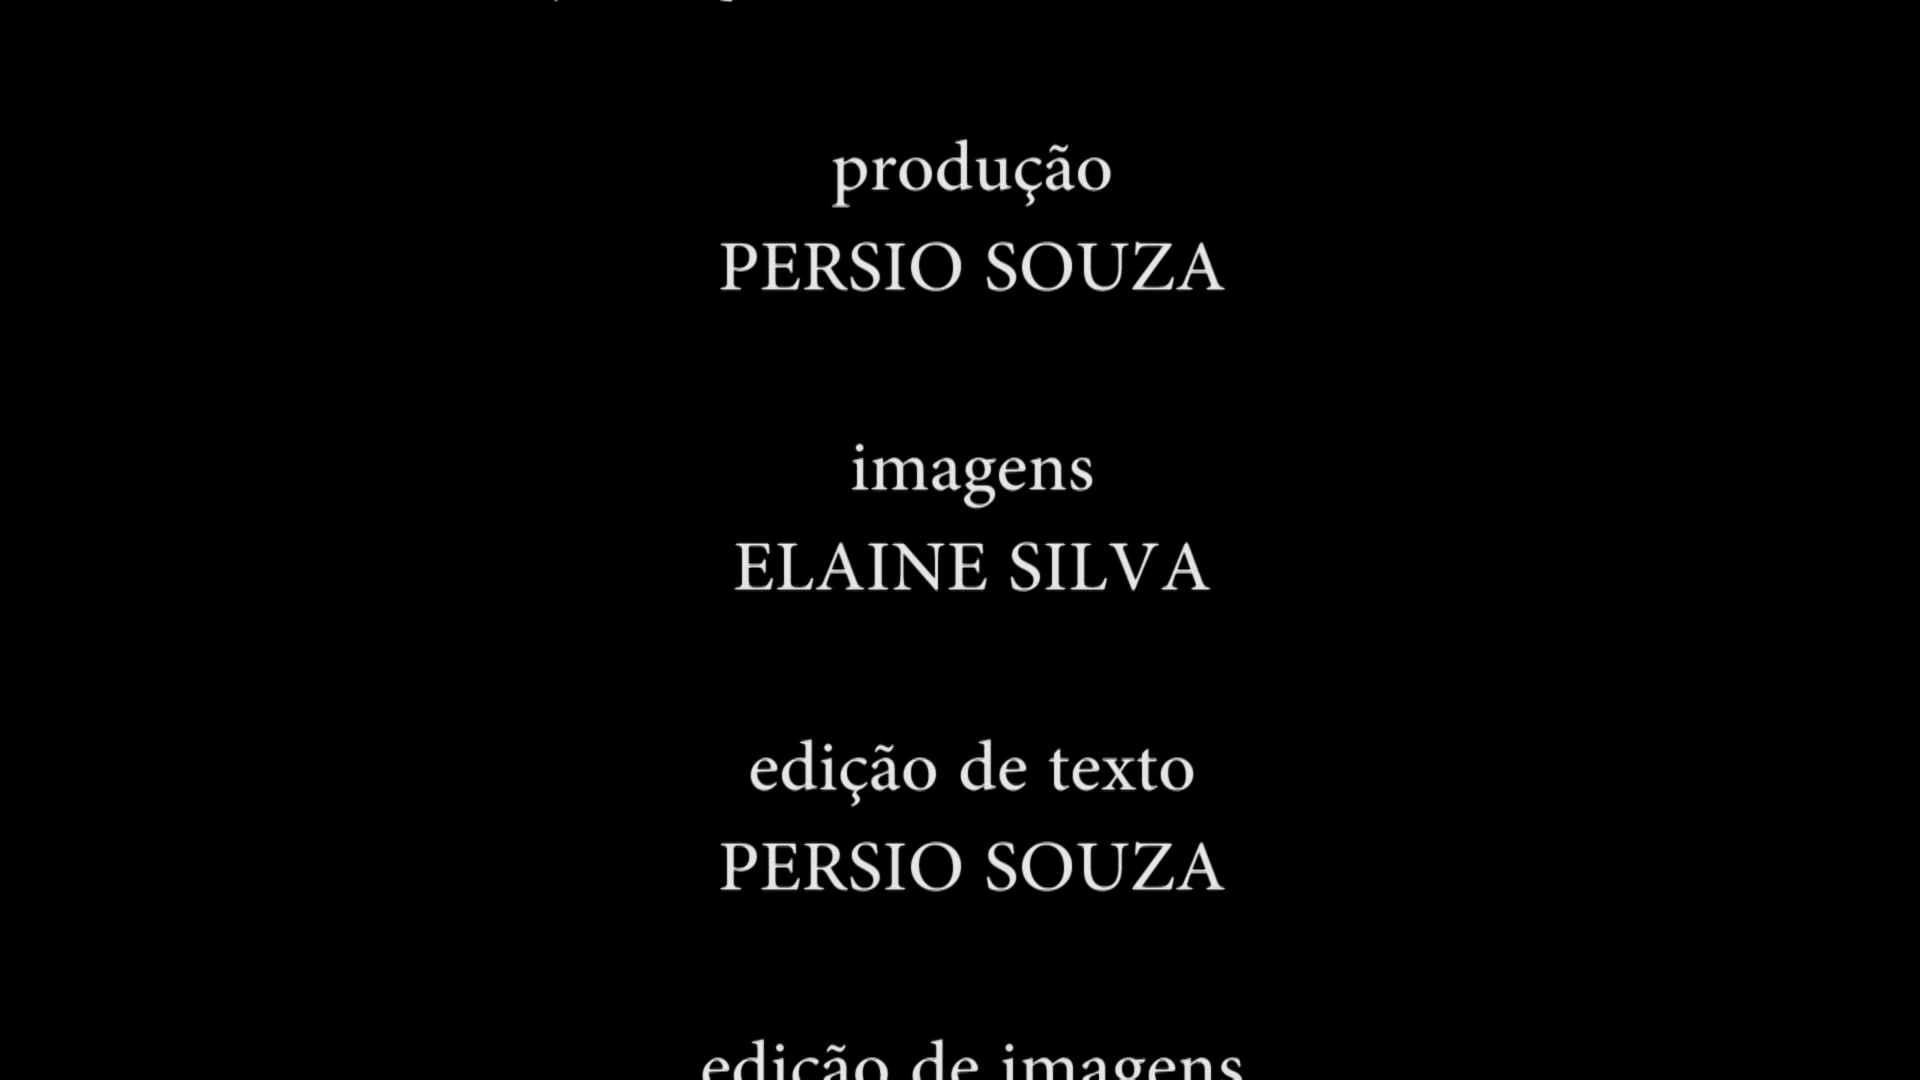 produção
PERSIO SOUZA
imagens
ELAINE SILVA
edição de texto
PERSIO SOUZA
edição de imagens